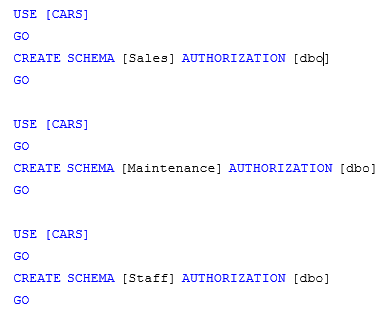 USE [CARS]
GO
CREATE SCHEMA [Sales] AUTHORIZATION [dbo]
GO
USE [CARS]
GO
CREATE SCHEMA [Maintenance] AUTHORIZATION [dbo]
GO
USE [CARS]
GO
CREATE SCHEMA [Staff] AUTHORIZATION [dbo]
GO